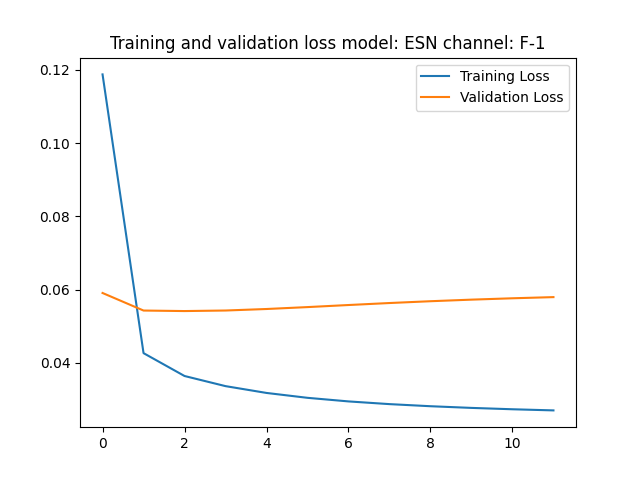 Training and validation loss model: ESN channel: F-1
Training Loss
Validation Loss
0.12
0.10
0.08
0.06
0.04
0 2 4 6 8 10